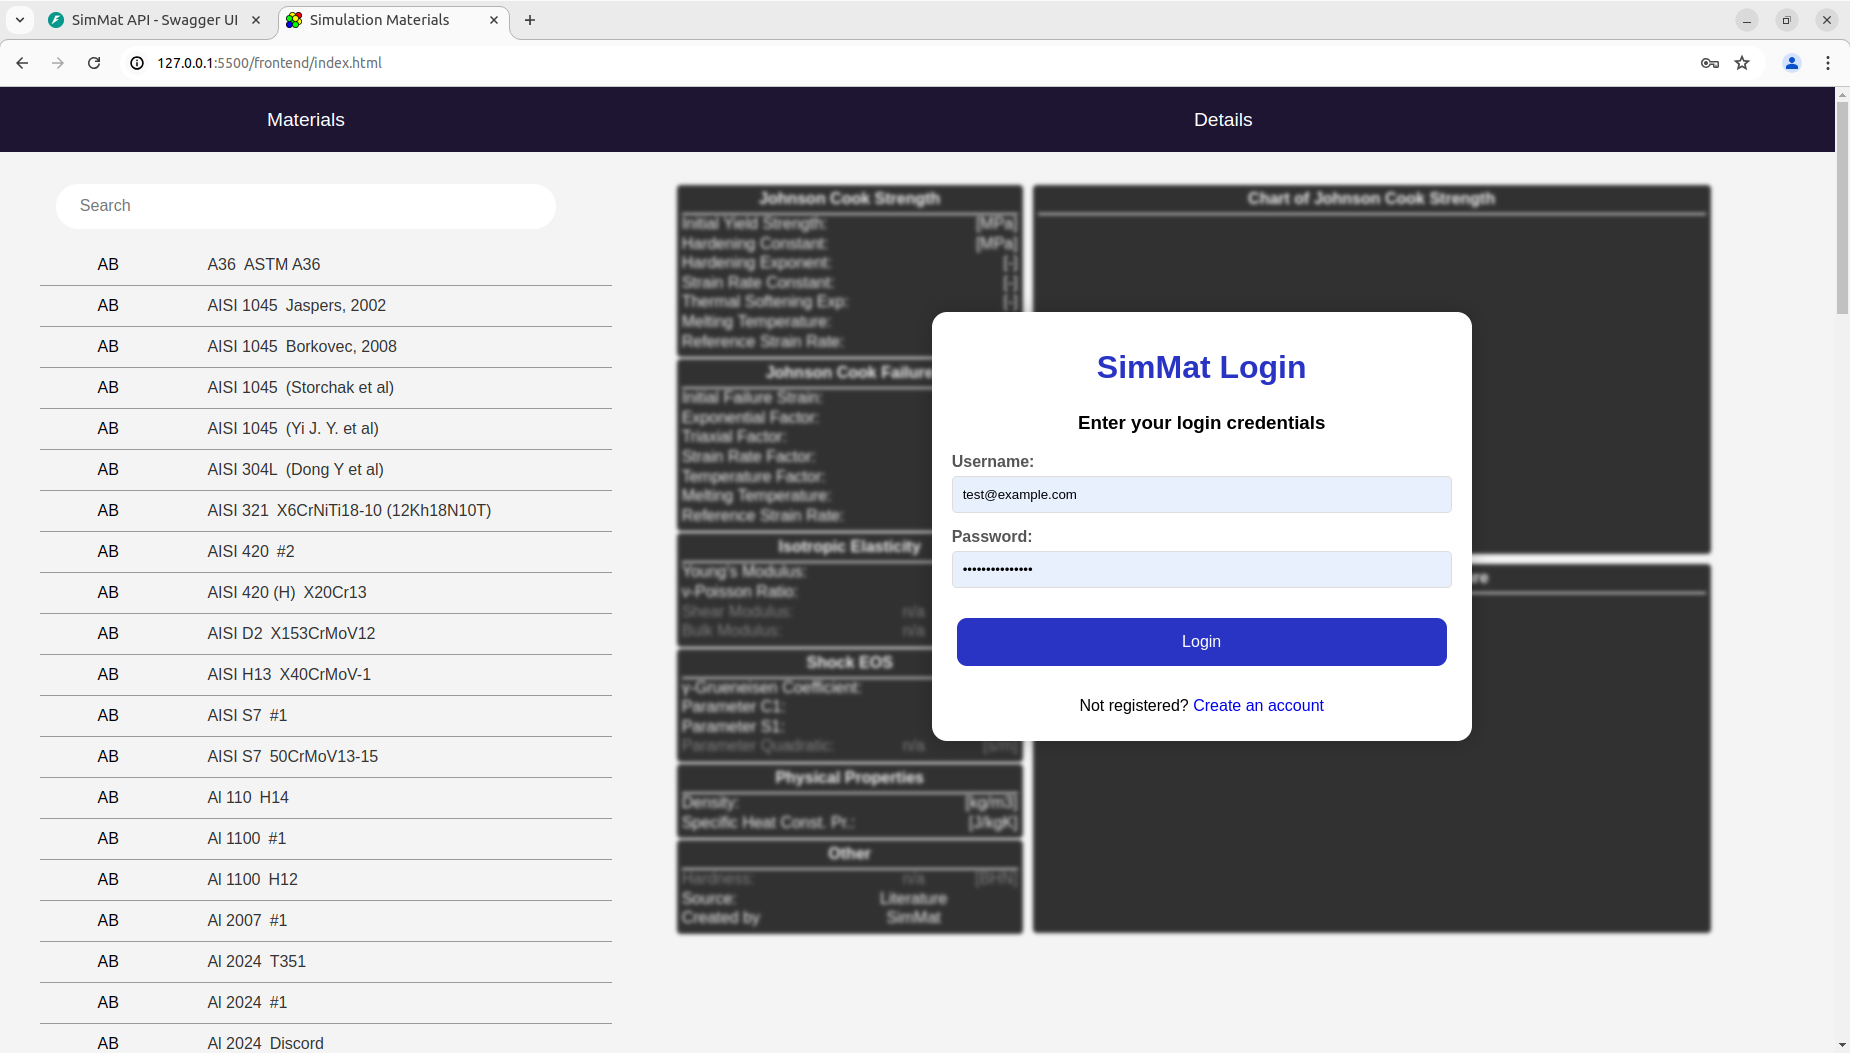 SimMat API - Swagger UI
Simulation Materials
127.0.0.1:5500/frontend/index.html
Materials
Details
Search
AB A36 ASTM A36
AB AISI 1045 Jaspers, 2002
AB AISI 1045 Borkovec, 2008
AB AISI 1045 (Storchak et al)
AB AISI 1045 (Yi J. Y. et al)
AB AISI 304L (Dong Y et al)
AB AISI 321 X6CrNiTi18-10 (12Kh18N10T)
AB AISI 420 #2
AB AISI 420 (H) X20Cr13
AB AISI D2 X153CrMoV12
AB AISI H13 X40CrMoV-1
AB AISI S7 #1
AB AISI S7 50CrMoV13-15
AB Al 110 H14
AB Al 1100 #1
AB Al 1100 H12
AB Al 2007 #1
AB Al 2024 T351
AB Al 2024 #1
AB Al 2024 Discord
Johnson Cook Strength
Initial Yield Strength: [MPa]
Hardening Constant: [MPa]
Hardening Exponent: [-]
Strain Rate Constant: [-]
Thermal Softening Exp: [-]
Melting Temperature:
Reference Strain Rate:
Johnson Cook Failure
Initial Failure Strain:
Exponential Factor:
Triaxial Factor:
Strain Rate Factor:
Temperature Factor:
Melting Temperature:
Reference Strain Rate:
Isotropic Elasticity
Young's Modulus:
ν-Poisson Ratio:
Shear Modulus: n/a
Bulk Modulus: n/a
Shock EOS
γ-Grueneisen Coefficient:
Parameter C1:
Parameter S1:
Parameter Quadratic: n/a [s/m]
Physical Properties
Density: [kg/m3]
Specific Heat Const. Pr.: [J/kgK]
Other
Hardness: n/a [BHN]
Source: Literature
Created by SimMat
Chart of Johnson Cook Strength
SimMat Login
Enter your login credentials
Username:
test@example.com
Password:
•••••••••••••••
Login
Not registered? Create an account